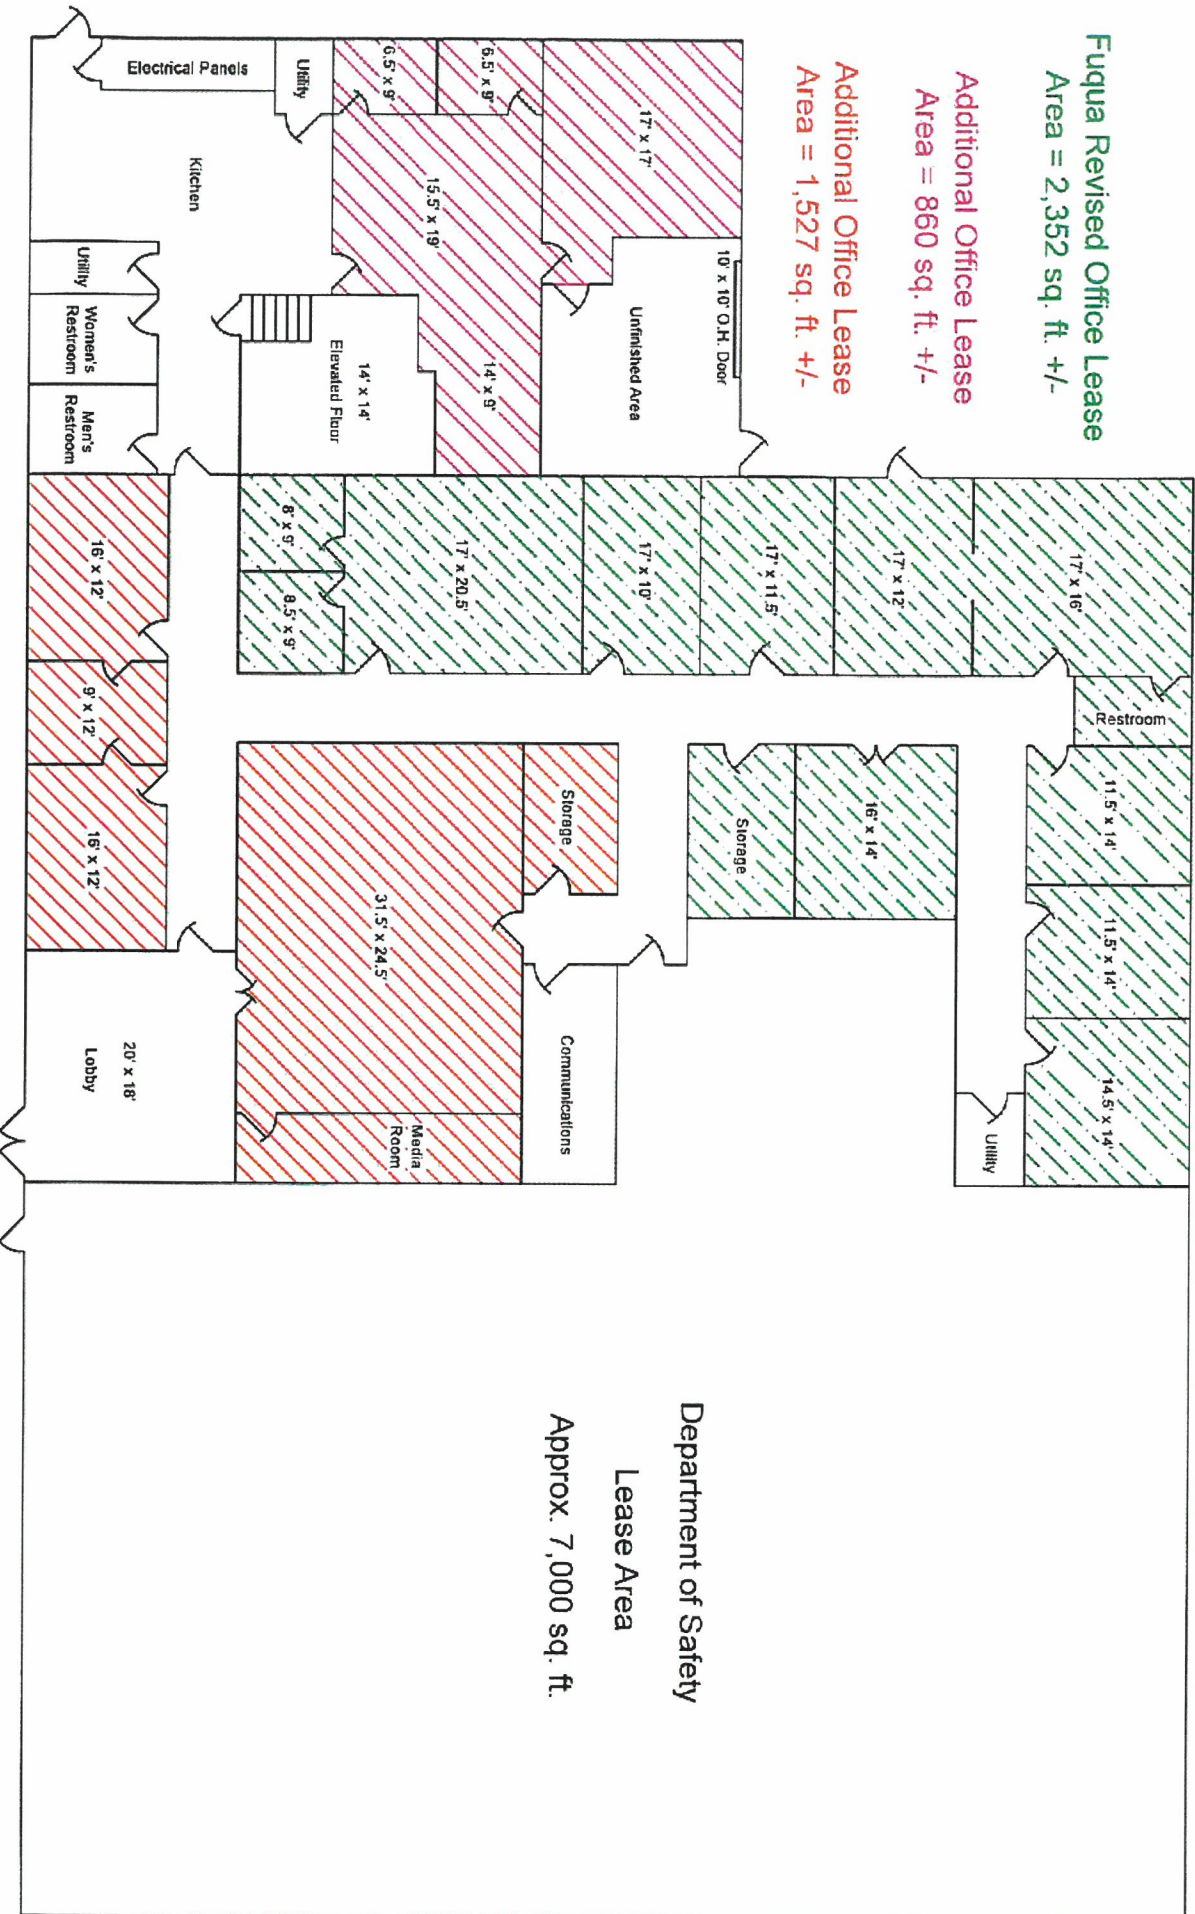 Fuqua Revised Office Lease
Area = 2,352 sq. ft. +/-
Additional Office Lease
Area = 860 sq. ft. +/-
Additional Office Lease
Area = 1,527 sq. ft. +/-
17' x 16'
Restroom
11.5' x 14'
11.5' x 14'
14.5' x 14'
17' x 12'
Utility
17' x 11.5'
16' x 14'
10' x 10' O.H. Door
Storage
17' x 17'
Unfinished Area
17' x 10'
Department of Safety
Lease Area
Approx. 7,000 sq. ft.
6.5' x 9'
14' x 9'
17' x 20.5'
Storage
Communications
6.5' x 9'
15.5' x 19'
14' x 14'
Elevated Floor
31.5' x 24.5'
Media
Room
Utility
8' x 9'
8.5' x 9'
Electrical Panels
Kitchen
Utility
Women's
Restroom
Men's
Restroom
16' x 12'
9' x 12'
16' x 12'
20' x 18'
Lobby